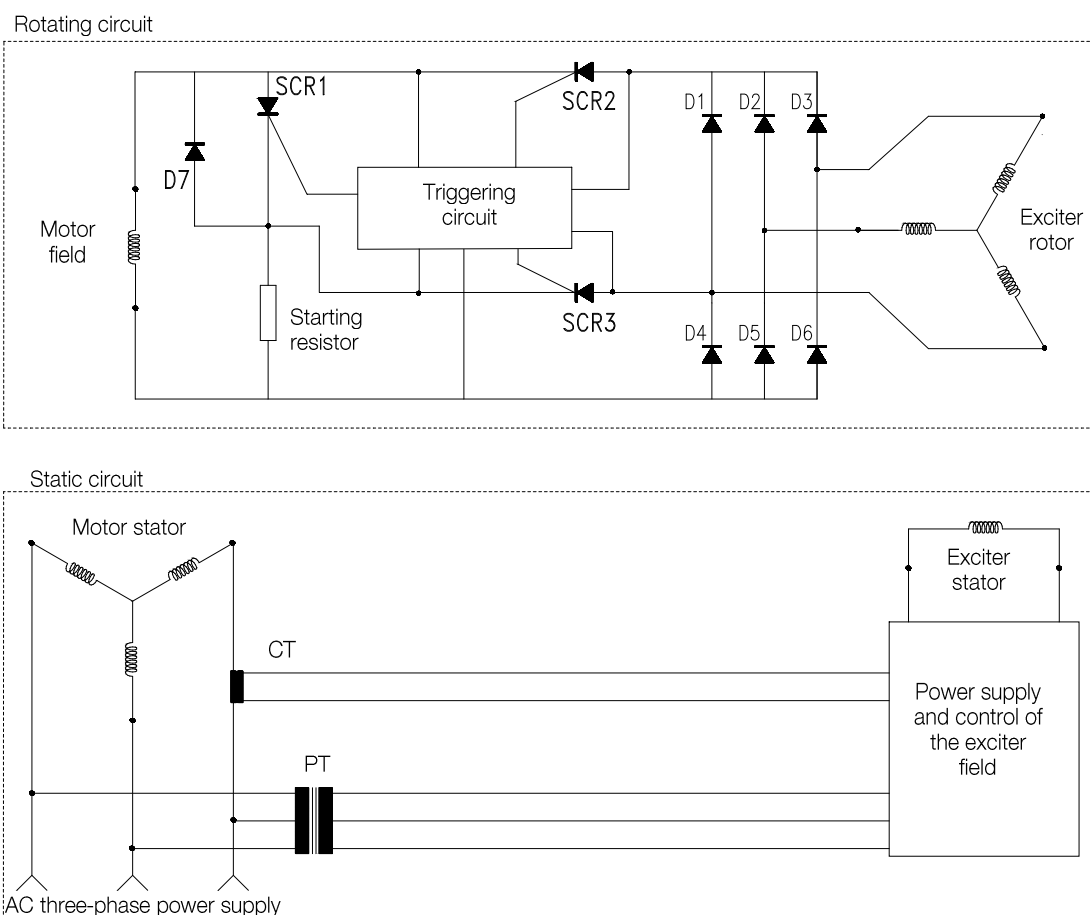 Rotating circuit
SCR1
SCR2
D1
D2
D3
D7
Triggering
circuit
Motor
field
Exciter
rotor
Starting
resistor
SCR3
D4
D5
D6
Static circuit
Motor stator
Exciter
stator
CT
Power supply
and control of
the exciter
field
PT
AC three-phase power supply